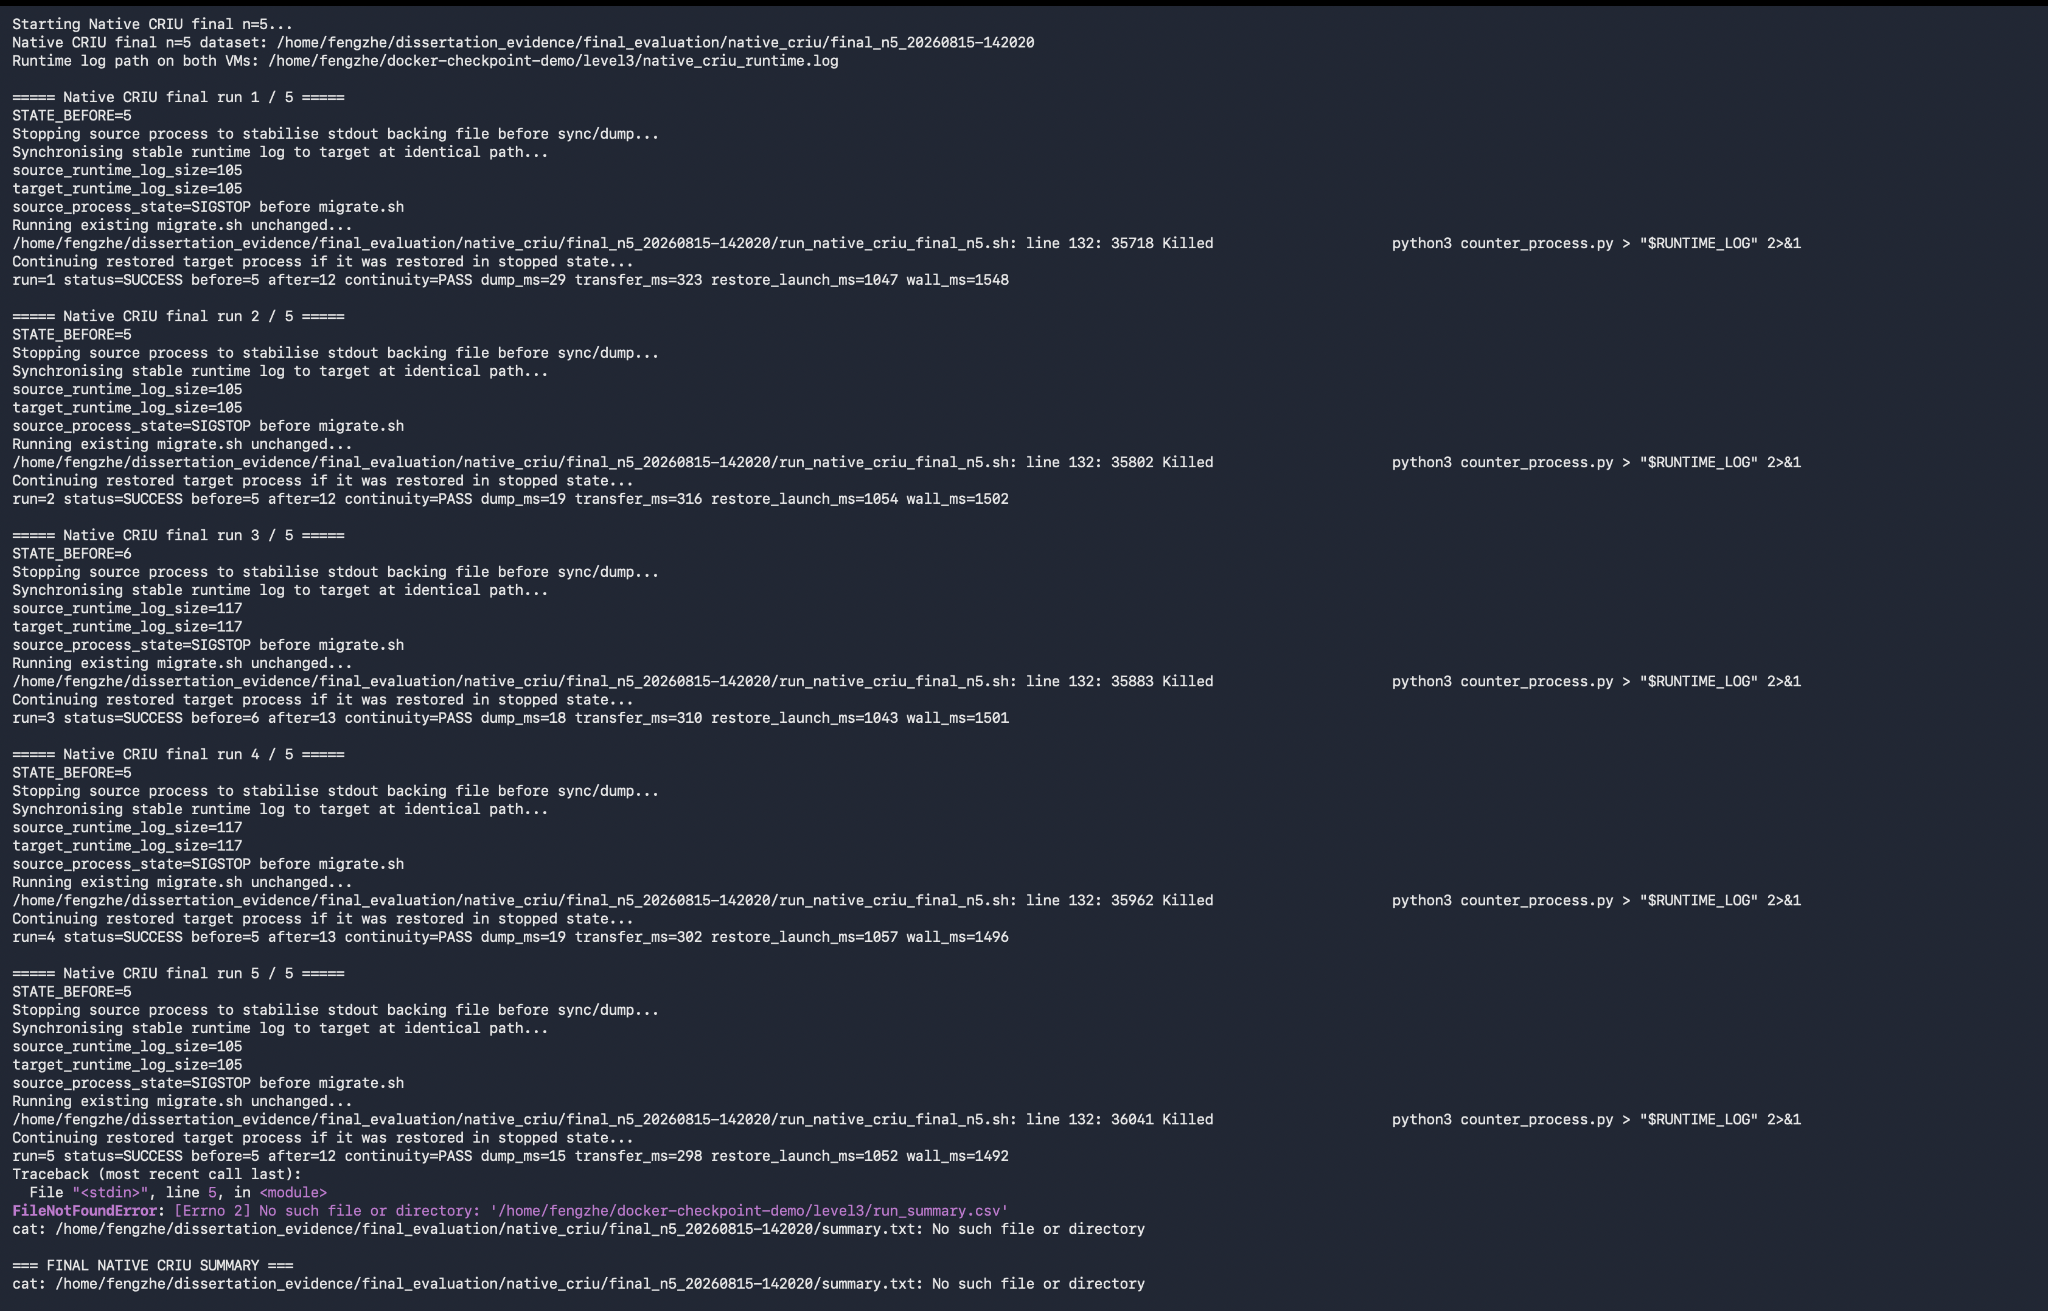 Starting Native CRIU final n=5...
Native CRIU final n=5 dataset: /home/fengzhe/dissertation_evidence/final_evaluation/native_criu/final_n5_20260815-142020
Runtime log path on both VMs: /home/fengzhe/docker-checkpoint-demo/level3/native_criu_runtime.log
===== Native CRIU final run 1 / 5 =====
STATE_BEFORE=5
Stopping source process to stabilise stdout backing file before sync/dump...
Synchronising stable runtime log to target at identical path...
source_runtime_log_size=105
target_runtime_log_size=105
source_process_state=SIGSTOP before migrate.sh
Running existing migrate.sh unchanged...
/home/fengzhe/dissertation_evidence/final_evaluation/native_criu/final_n5_20260815-142020/run_native_criu_final_n5.sh: line 132: 35718 Killed                     python3 counter_process.py > "$RUNTIME_LOG" 2>&1
Continuing restored target process if it was restored in stopped state...
run=1 status=SUCCESS before=5 after=12 continuity=PASS dump_ms=29 transfer_ms=323 restore_launch_ms=1047 wall_ms=1548
===== Native CRIU final run 2 / 5 =====
STATE_BEFORE=5
Stopping source process to stabilise stdout backing file before sync/dump...
Synchronising stable runtime log to target at identical path...
source_runtime_log_size=105
target_runtime_log_size=105
source_process_state=SIGSTOP before migrate.sh
Running existing migrate.sh unchanged...
/home/fengzhe/dissertation_evidence/final_evaluation/native_criu/final_n5_20260815-142020/run_native_criu_final_n5.sh: line 132: 35802 Killed                     python3 counter_process.py > "$RUNTIME_LOG" 2>&1
Continuing restored target process if it was restored in stopped state...
run=2 status=SUCCESS before=5 after=12 continuity=PASS dump_ms=19 transfer_ms=316 restore_launch_ms=1054 wall_ms=1502
===== Native CRIU final run 3 / 5 =====
STATE_BEFORE=6
Stopping source process to stabilise stdout backing file before sync/dump...
Synchronising stable runtime log to target at identical path...
source_runtime_log_size=117
target_runtime_log_size=117
source_process_state=SIGSTOP before migrate.sh
Running existing migrate.sh unchanged...
/home/fengzhe/dissertation_evidence/final_evaluation/native_criu/final_n5_20260815-142020/run_native_criu_final_n5.sh: line 132: 35883 Killed                     python3 counter_process.py > "$RUNTIME_LOG" 2>&1
Continuing restored target process if it was restored in stopped state...
run=3 status=SUCCESS before=6 after=13 continuity=PASS dump_ms=18 transfer_ms=310 restore_launch_ms=1043 wall_ms=1501
===== Native CRIU final run 4 / 5 =====
STATE_BEFORE=5
Stopping source process to stabilise stdout backing file before sync/dump...
Synchronising stable runtime log to target at identical path...
source_runtime_log_size=117
target_runtime_log_size=117
source_process_state=SIGSTOP before migrate.sh
Running existing migrate.sh unchanged...
/home/fengzhe/dissertation_evidence/final_evaluation/native_criu/final_n5_20260815-142020/run_native_criu_final_n5.sh: line 132: 35962 Killed                     python3 counter_process.py > "$RUNTIME_LOG" 2>&1
Continuing restored target process if it was restored in stopped state...
run=4 status=SUCCESS before=5 after=13 continuity=PASS dump_ms=19 transfer_ms=302 restore_launch_ms=1057 wall_ms=1496
===== Native CRIU final run 5 / 5 =====
STATE_BEFORE=5
Stopping source process to stabilise stdout backing file before sync/dump...
Synchronising stable runtime log to target at identical path...
source_runtime_log_size=105
target_runtime_log_size=105
source_process_state=SIGSTOP before migrate.sh
Running existing migrate.sh unchanged...
/home/fengzhe/dissertation_evidence/final_evaluation/native_criu/final_n5_20260815-142020/run_native_criu_final_n5.sh: line 132: 36041 Killed                     python3 counter_process.py > "$RUNTIME_LOG" 2>&1
Continuing restored target process if it was restored in stopped state...
run=5 status=SUCCESS before=5 after=12 continuity=PASS dump_ms=15 transfer_ms=298 restore_launch_ms=1052 wall_ms=1492
Traceback (most recent call last):
  File "<stdin>", line 5, in <module>
FileNotFoundError: [Errno 2] No such file or directory: '/home/fengzhe/docker-checkpoint-demo/level3/run_summary.csv'
cat: /home/fengzhe/dissertation_evidence/final_evaluation/native_criu/final_n5_20260815-142020/summary.txt: No such file or directory
=== FINAL NATIVE CRIU SUMMARY ===
cat: /home/fengzhe/dissertation_evidence/final_evaluation/native_criu/final_n5_20260815-142020/summary.txt: No such file or directory